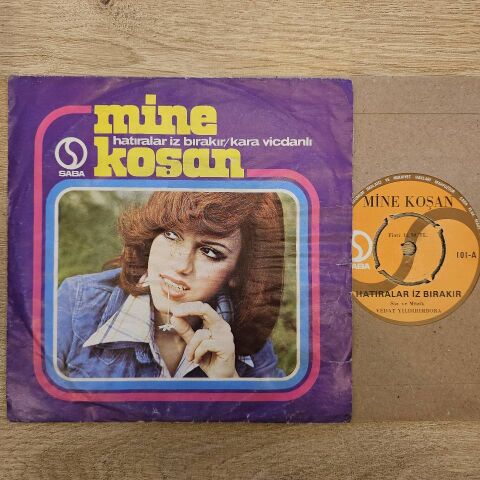 mine
hatıralar iz bırakır/kara vicdanlı
koşan
SABA
MİNE KOŞAN
101-A
SABA
HATIRALAR İZ BIRAKIR
Söz ve Müzik
VEDAT YILDIRIMBORA